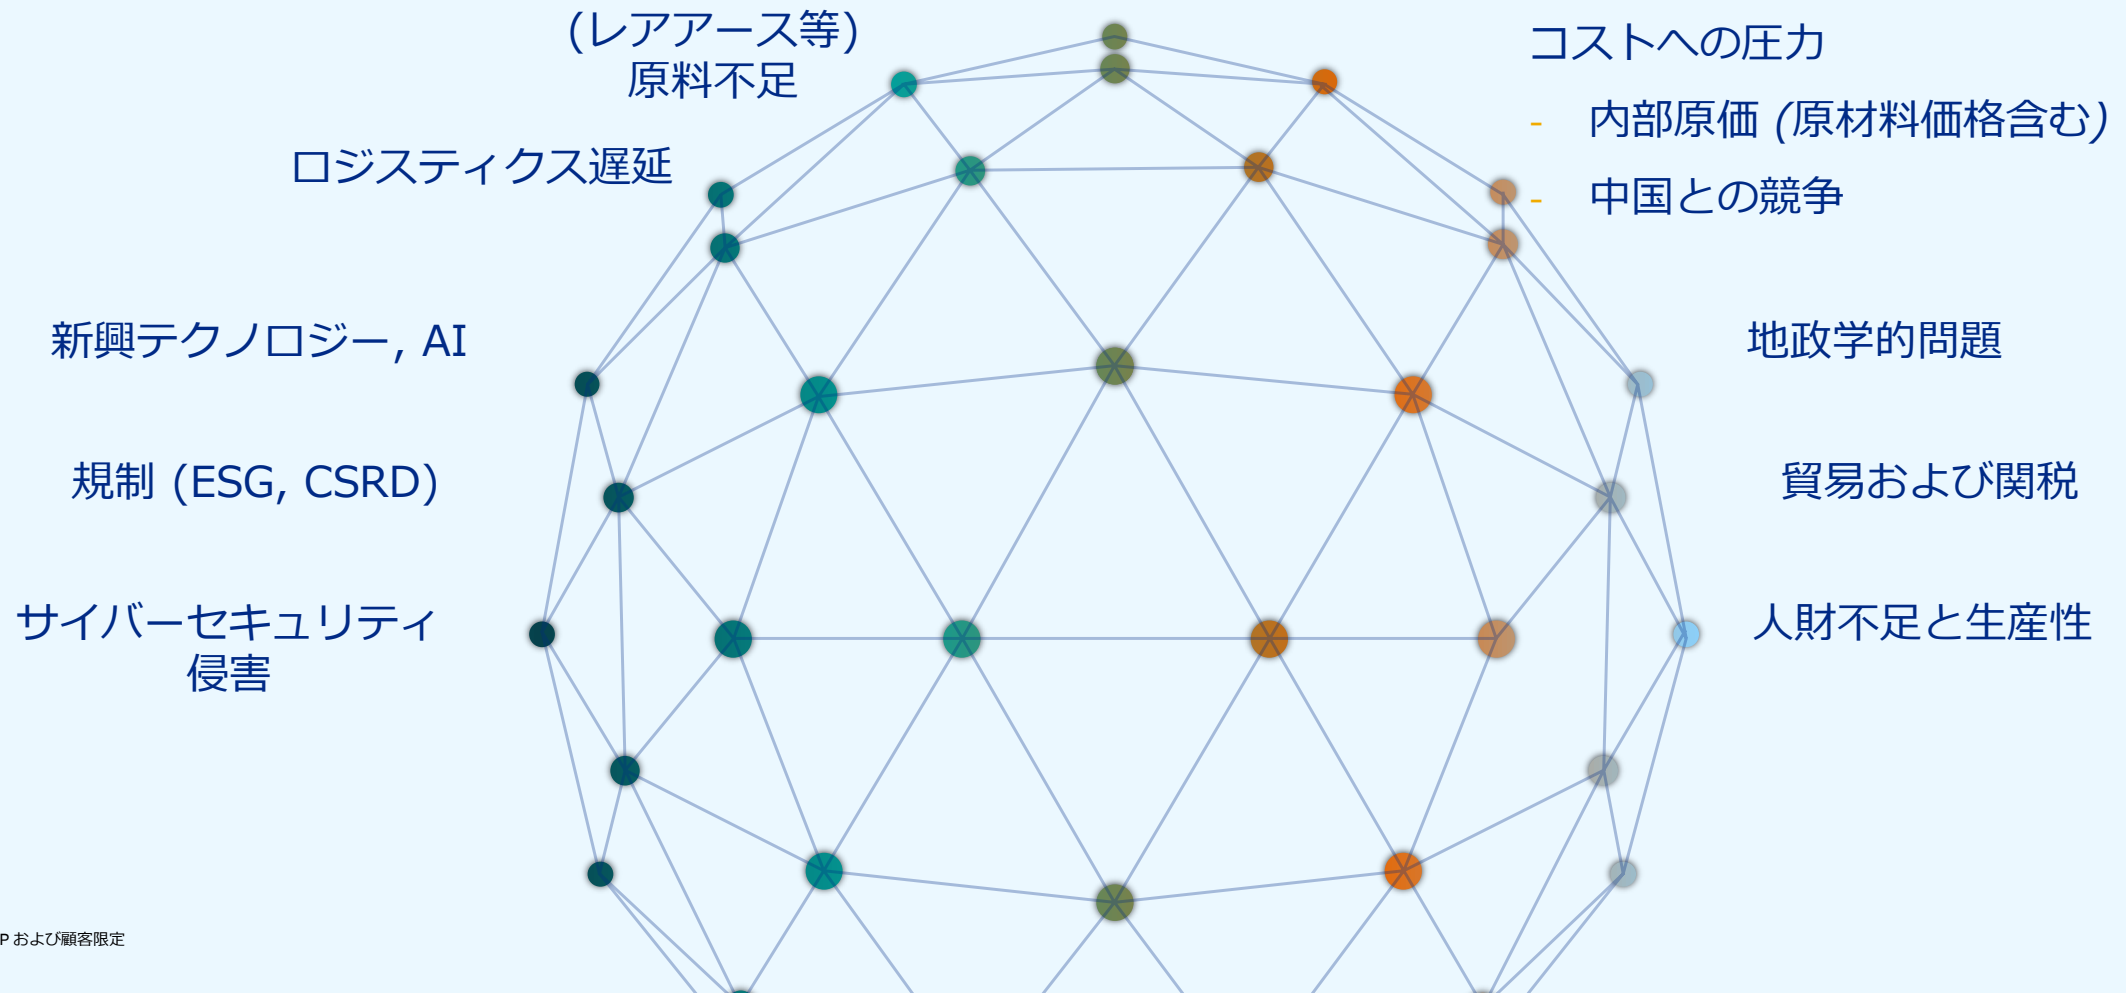 (レアアース等)
原料不足
ロジスティクス遅延
新興テクノロジー, AI
規制 (ESG, CSRD)
サイバーセキュリティ
侵害
コストへの圧力
- 内部原価 (原材料価格含む)
- 中国との競争
地政学的問題
貿易および関税
人財不足と生産性
P および顧客限定